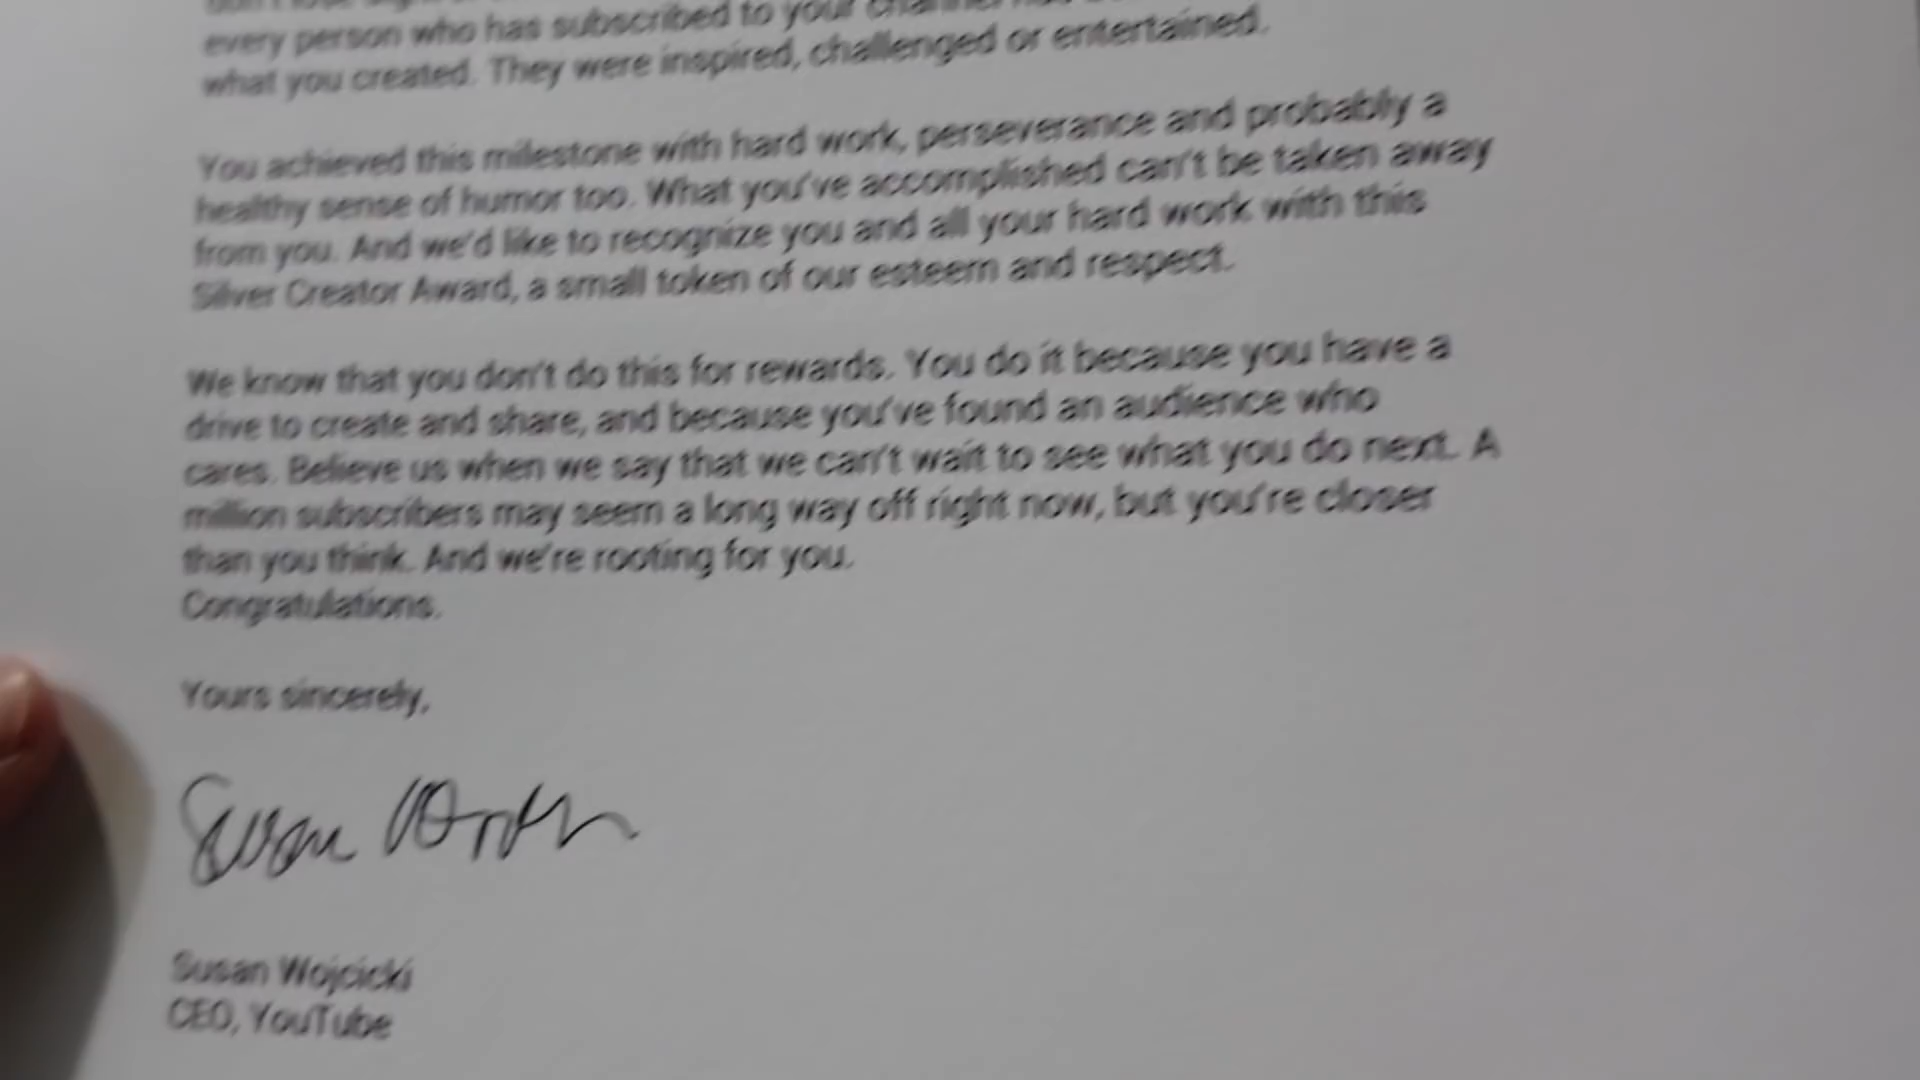 every person who has subscribed to your channel has
what you created. They were inspired, challenged or entertained.
You achieved this milestone with hard work, perseverance and probably a
healthy sense of humor too. What you've accomplished can't be taken away
from you. And we'd like to recognize you and all your hard work with this
Silver Creator Award, a small token of our esteem and respect.
We know that you don't do this for rewards. You do it because you have a
drive to create and share, and because you've found an audience who
cares. Believe us when we say that we can't wait to see what you do next. A
million subscribers may seem a long way off right now, but you're closer
than you think. And we're rooting for you.
Congratulations.
Yours sincerely,
Susan Wojcicki
CEO, YouTube